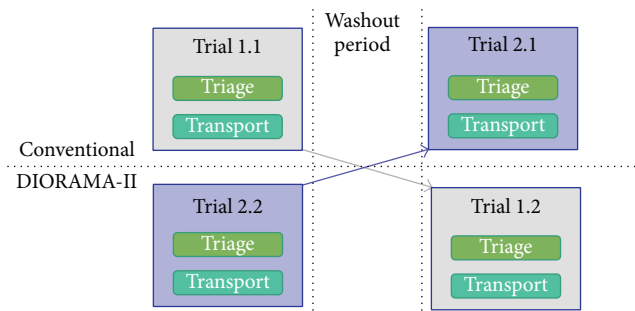 Trial 1.1
Triage
Transport
Washout
period
Trial 2.1
Triage
Transport
Conventional
DIORAMA-II
Trial 2.2
Triage
Transport
Trial 1.2
Triage
Transport